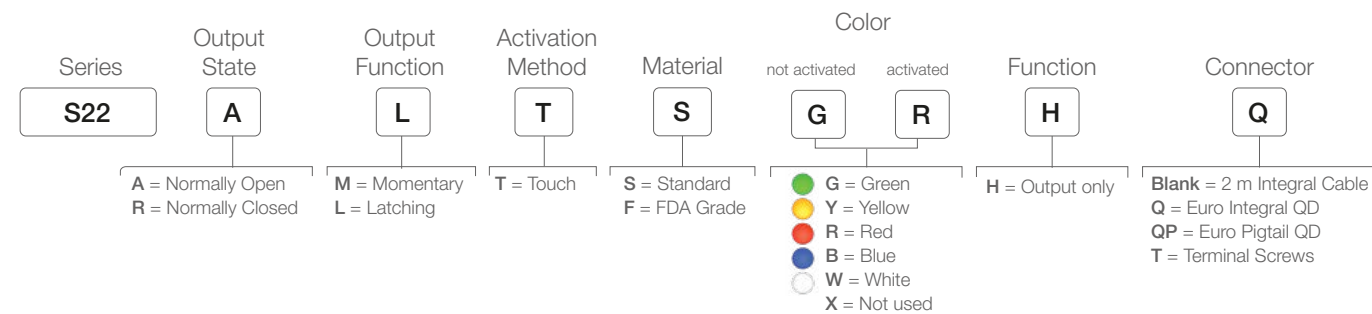 Series
Output
State
Output
Function
Activation
Method
Material
Color
not activated
activated
Function
Connector
S22
A
L
T
S
G
R
H
Q
A = Normally Open
R = Normally Closed
M = Momentary
L = Latching
T = Touch
S = Standard
F = FDA Grade
G = Green
Y = Yellow
R = Red
B = Blue
W = White
X = Not used
H = Output only
Blank = 2 m Integral Cable
Q = Euro Integral QD
QP = Euro Pigtail QD
T = Terminal Screws